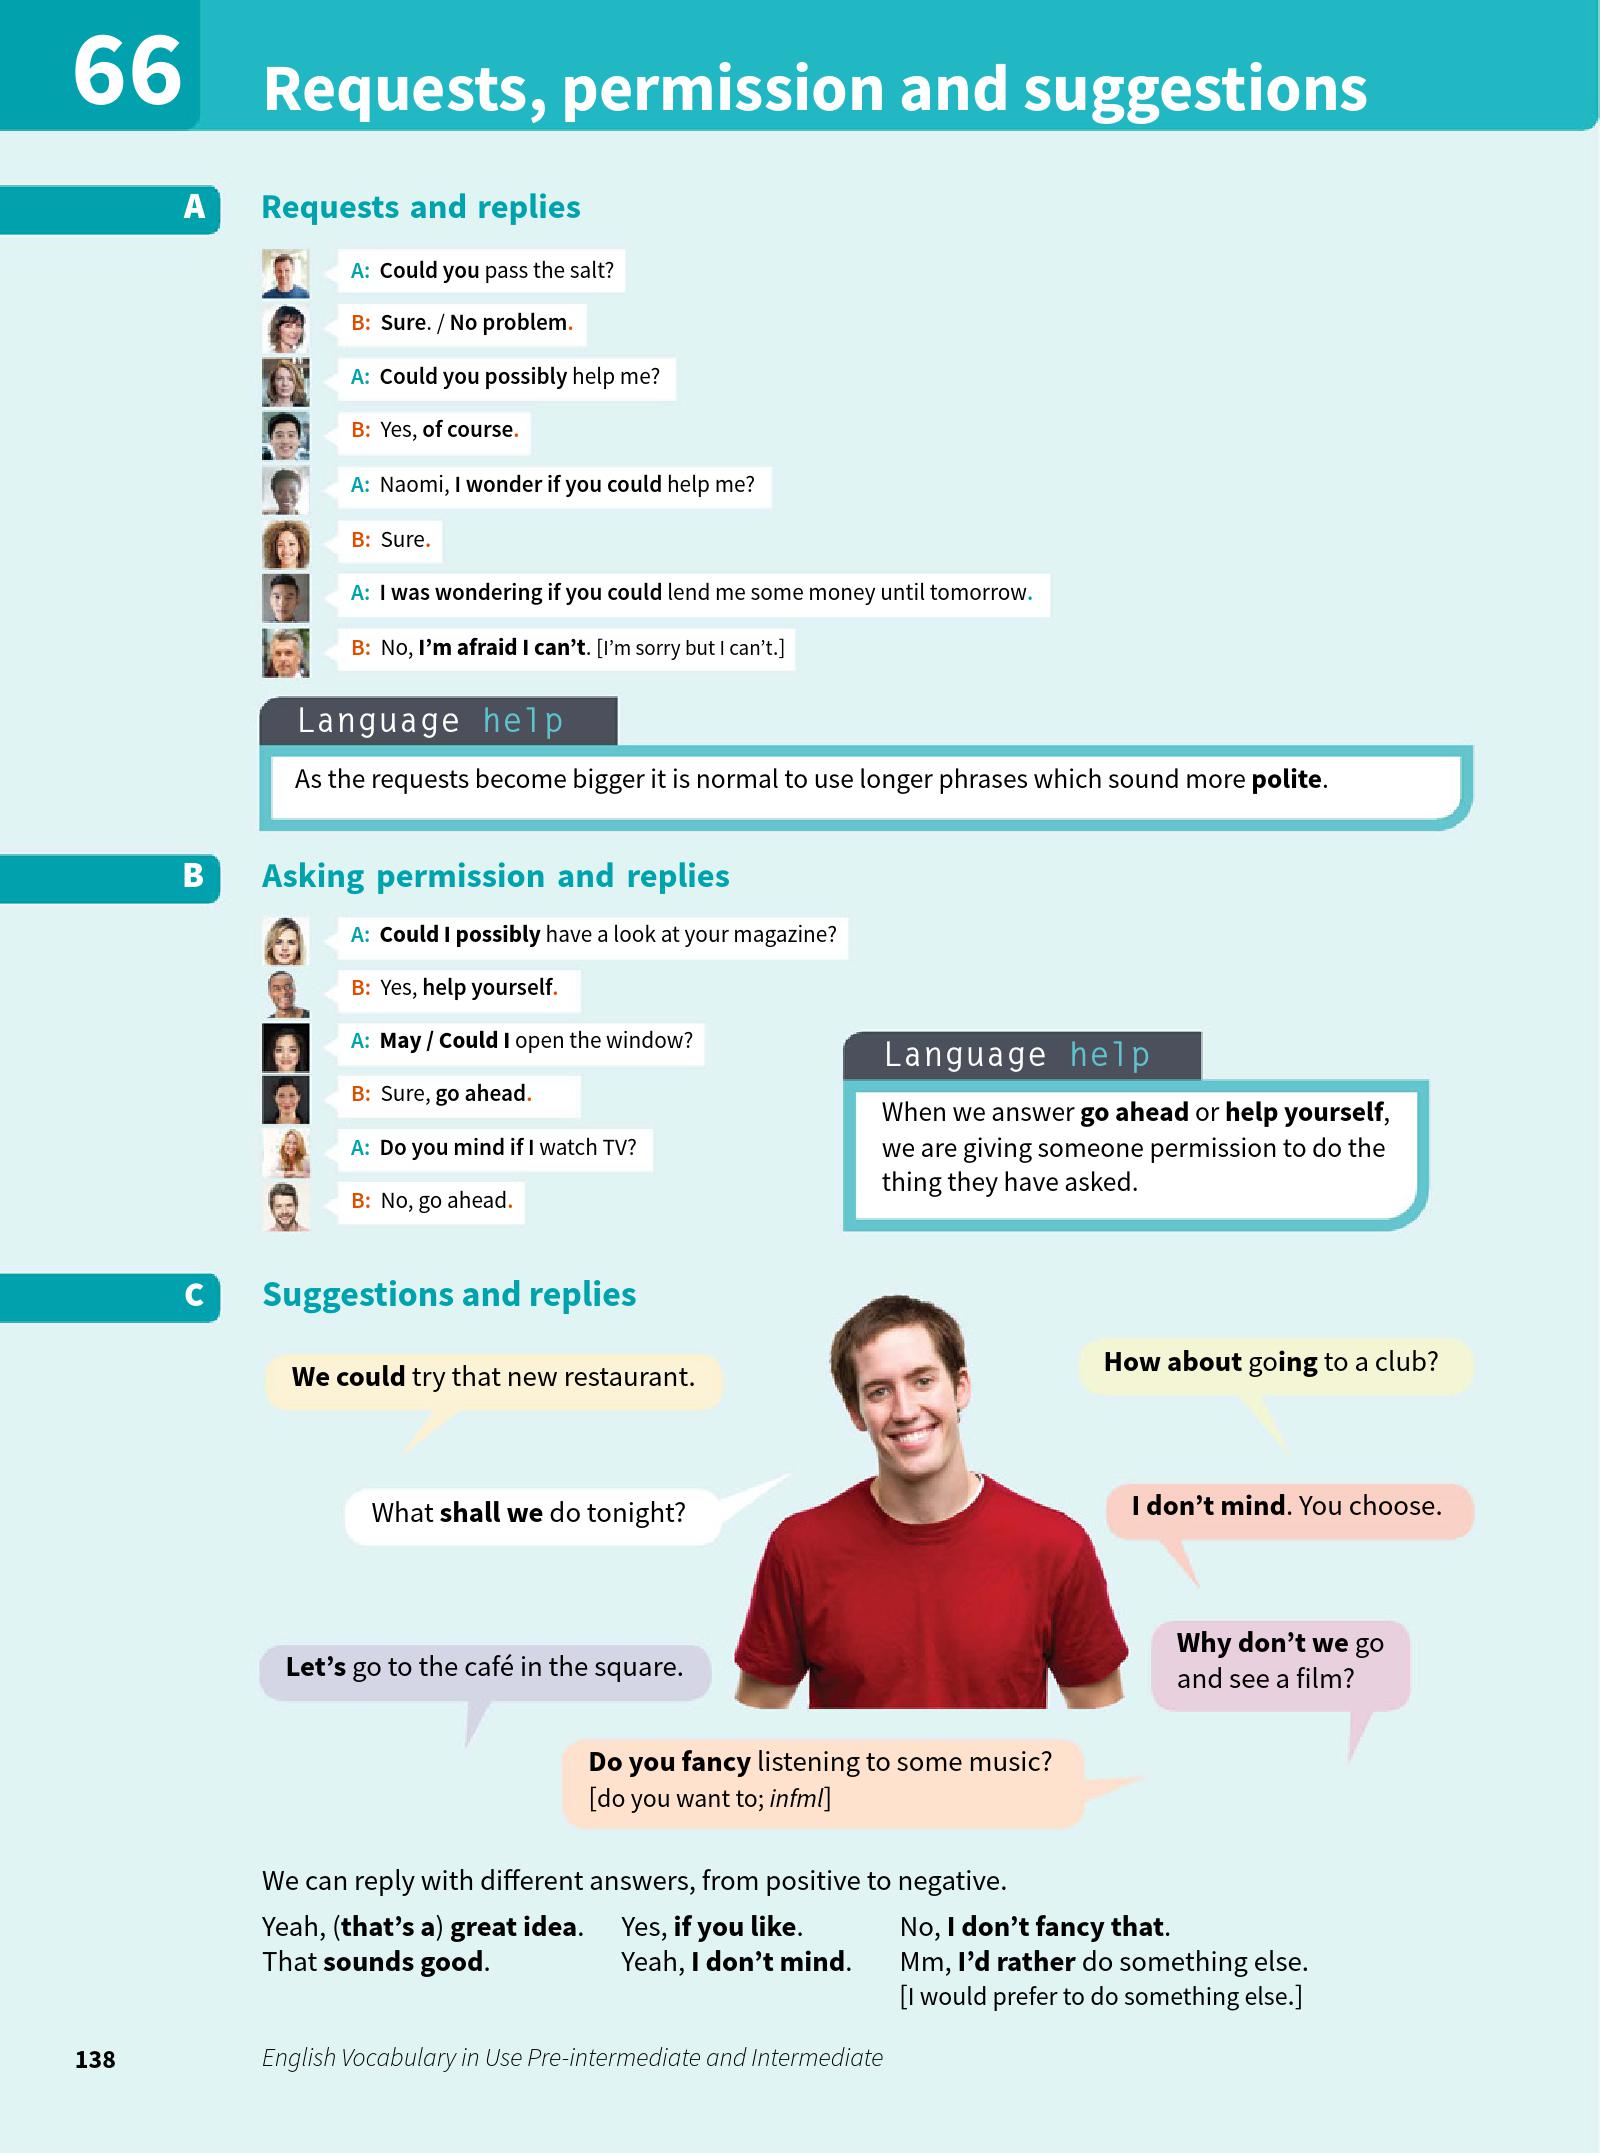 66
Requests, permission and suggestions
A
Requests and replies
A: Could you pass the salt?
B: Sure. / No problem.
A: Could you possibly help me?
B: Yes, of course.
A: Naomi, I wonder if you could help me?
B: Sure.
A: I was wondering if you could lend me some money until tomorrow.
B: No, I'm afraid I can't. [I'm sorry but I can't.]
Language help
As the requests become bigger it is normal to use longer phrases which sound more polite.
B
Asking permission and replies
A: Could I possibly have a look at your magazine?
B: Yes, help yourself.
A: May / Could I open the window?
B: Sure, go ahead.
A: Do you mind if I watch TV?
B: No, go ahead.
Language help
When we answer go ahead or help yourself,
we are giving someone permission to do the
thing they have asked.
C
Suggestions and replies
We could try that new restaurant.
How about going to a club?
What shall we do tonight?
I don't mind. You choose.
Let's go to the café in the square.
Why don't we go
and see a film?
Do you fancy listening to some music?
[do you want to; infml]
We can reply with different answers, from positive to negative.
Yeah, (that's a) great idea. Yes, if you like. No, I don't fancy that.
That sounds good. Yeah, I don't mind. Mm, I'd rather do something else.
[I would prefer to do something else.]
138 English Vocabulary in Use Pre-intermediate and Intermediate